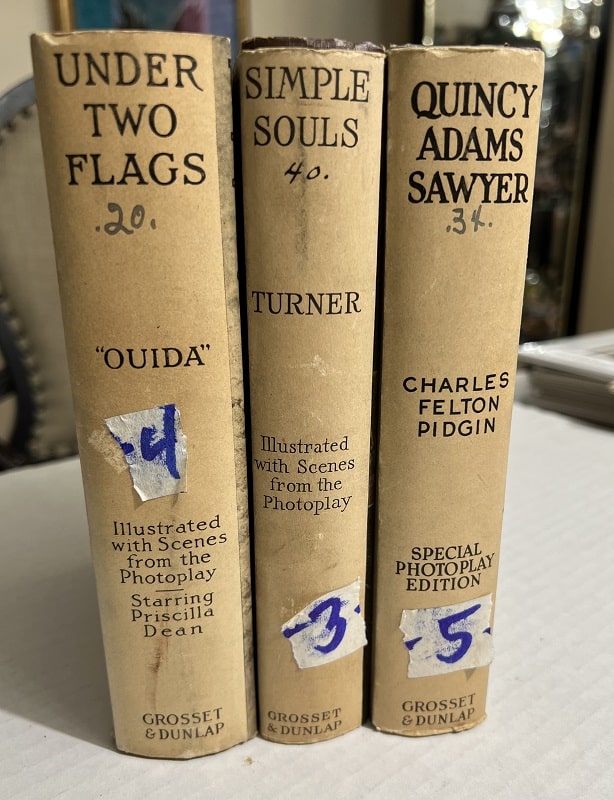 UNDER
TWO
FLAGS
.20.
"OUIDA"
-4
Illustrated
with Scenes
from the
Photoplay
Starring
Priscilla
Dean
GROSSET
& DUNLAP
SIMPLE
SOULS
40.
TURNER
Illustrated
with Scenes
from the
Photoplay
-3-
GROSSET
& DUNLAP
QUINCY
ADAMS
SAWYER
.34.
CHARLES
FELTON
PIDGIN
SPECIAL
PHOTOPLAY
EDITION
-5-
GROSSET
& DUNLAP